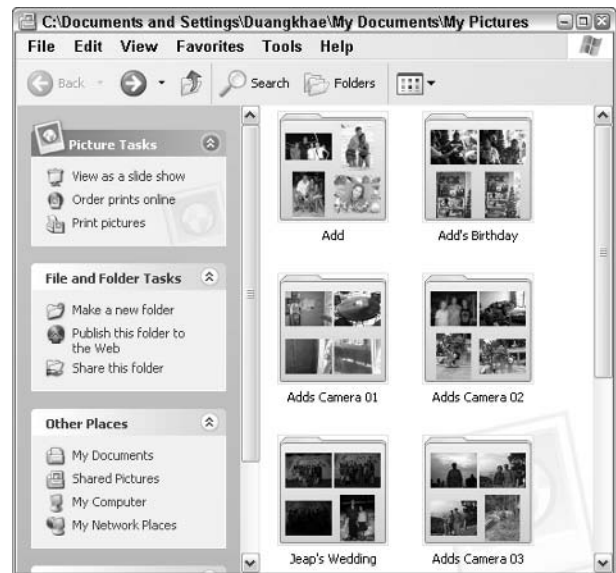 C:\Documents and Settings\Duangkhae\My Documents\My Pictures
File Edit View Favorites Tools Help
Back Search Folders
Picture Tasks
View as a slide show
Order prints online
Print pictures
File and Folder Tasks
Make a new folder
Publish this folder to
the Web
Share this folder
Other Places
My Documents
Shared Pictures
My Computer
My Network Places
Add Add's Birthday
Adds Camera 01 Adds Camera 02
Jeap's Wedding Adds Camera 03